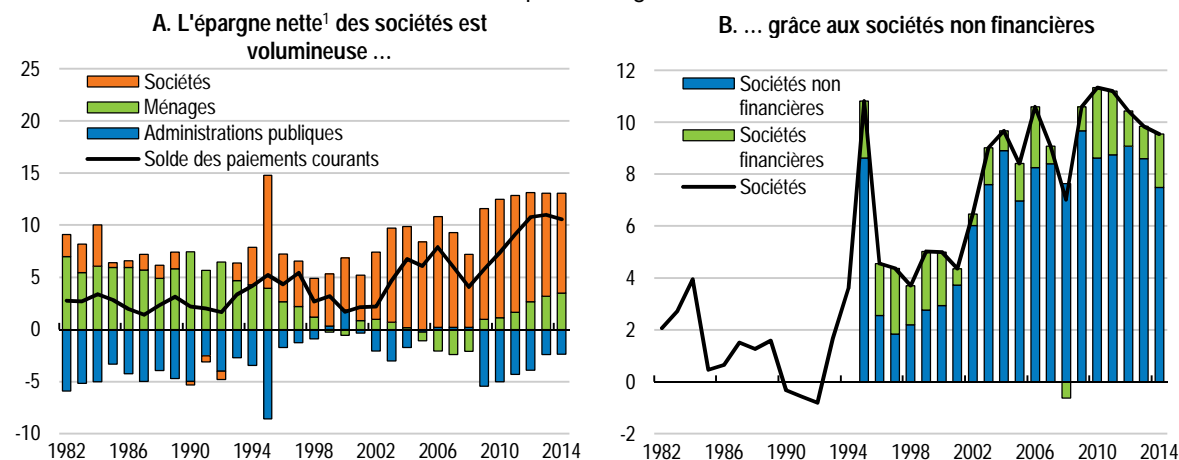 A. L'épargne nette¹ des sociétés est
volumineuse ...
25
20
15
10
5
0
-5
-10
Sociétés
Ménages
Administrations publiques
Solde des paiements courants
1982 1986 1990 1994 1998 2002 2006 2010 2014
B. ... grâce aux sociétés non financières
12
10
8
6
4
2
0
-2
Sociétés non
financières
Sociétés
financières
Sociétés
1982 1986 1990 1994 1998 2002 2006 2010 2014